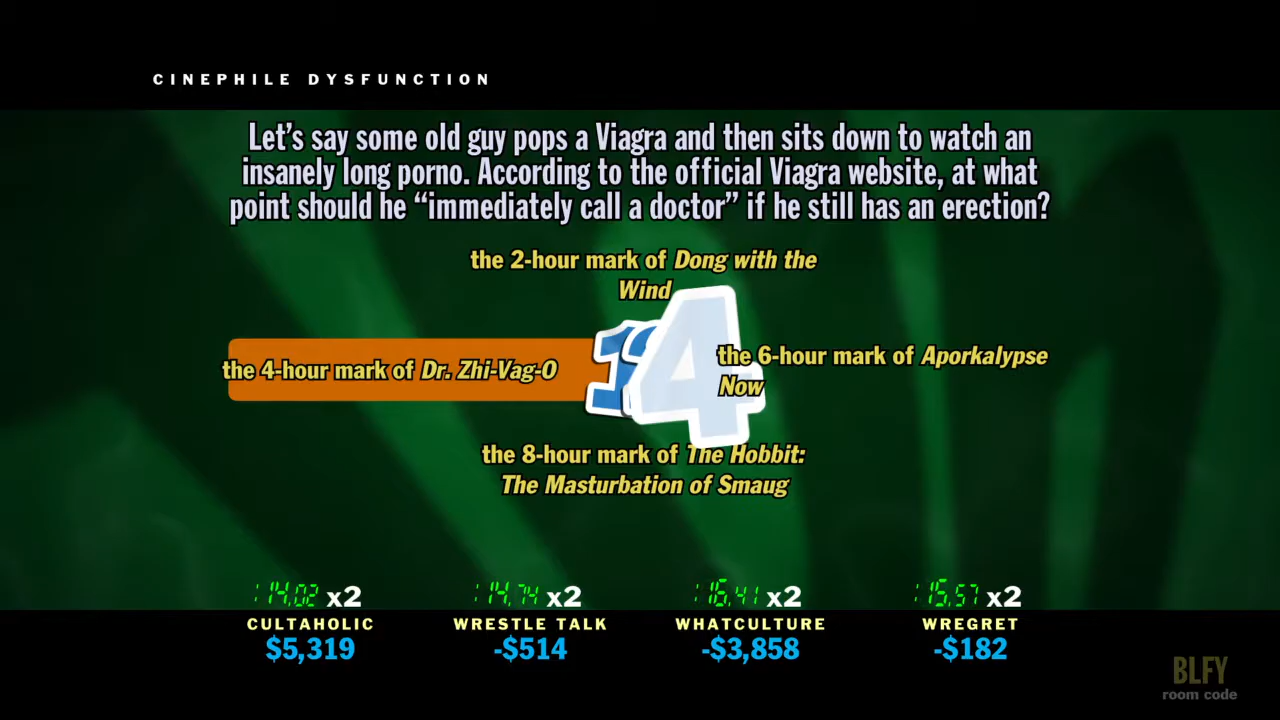 CINEPHILE DYSFUNCTION
Let's say some old guy pops a Viagra and then sits down to watch an
insanely long porno. According to the official Viagra website, at what
point should he “immediately call a doctor” if he still has an erection?
the 2-hour mark of Dong with the
Wind
the 4-hour mark of Dr. Zhi-Vag-O
4
the 6-hour mark of Aporkalypse
Now
the 8-hour mark of The Hobbit:
The Masturbation of Smaug
:14.02 x2 :14.74 x2 :16.41 x2 :15.57 x2
CULTAHOLIC WRESTLE TALK WHATCULTURE WREGRET
$5,319 -$514 -$3,858 -$182
BLFY
room code